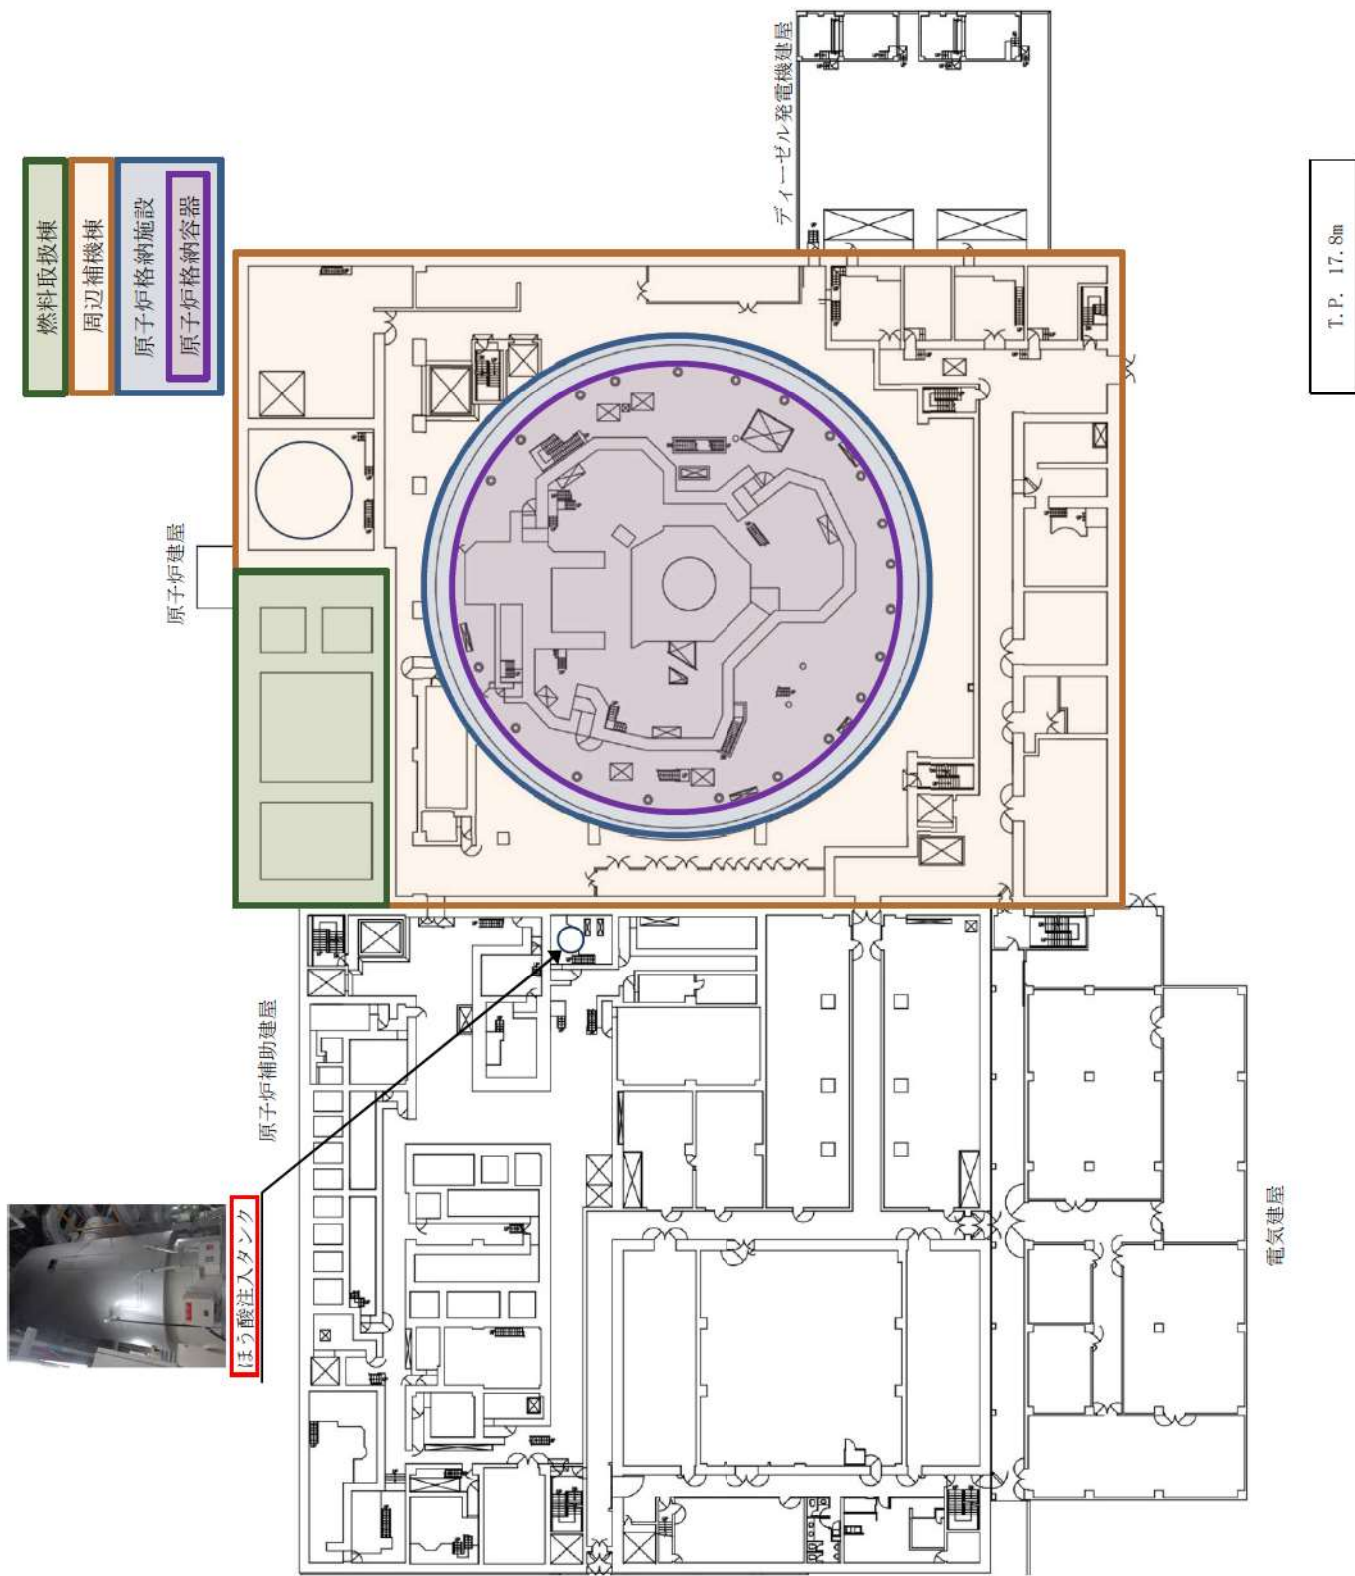 燃料取扱棟
周辺補機棟
原子炉格納施設
原子炉格納容器
ディーゼル発電機建屋
原子炉建屋
原子炉補助建屋
ほう酸注入タンク
電気建屋
T.P. 17.8m